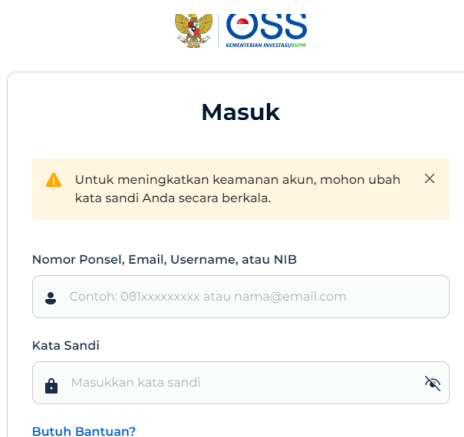 OSS
KEMENTERIAN INVESTASI/BKPM
Masuk
Untuk meningkatkan keamanan akun, mohon ubah
kata sandi Anda secara berkala.
Nomor Ponsel, Email, Username, atau NIB
Contoh: 081xxxxxxxxx atau nama@email.com
Kata Sandi
Masukkan kata sandi
Butuh Bantuan?